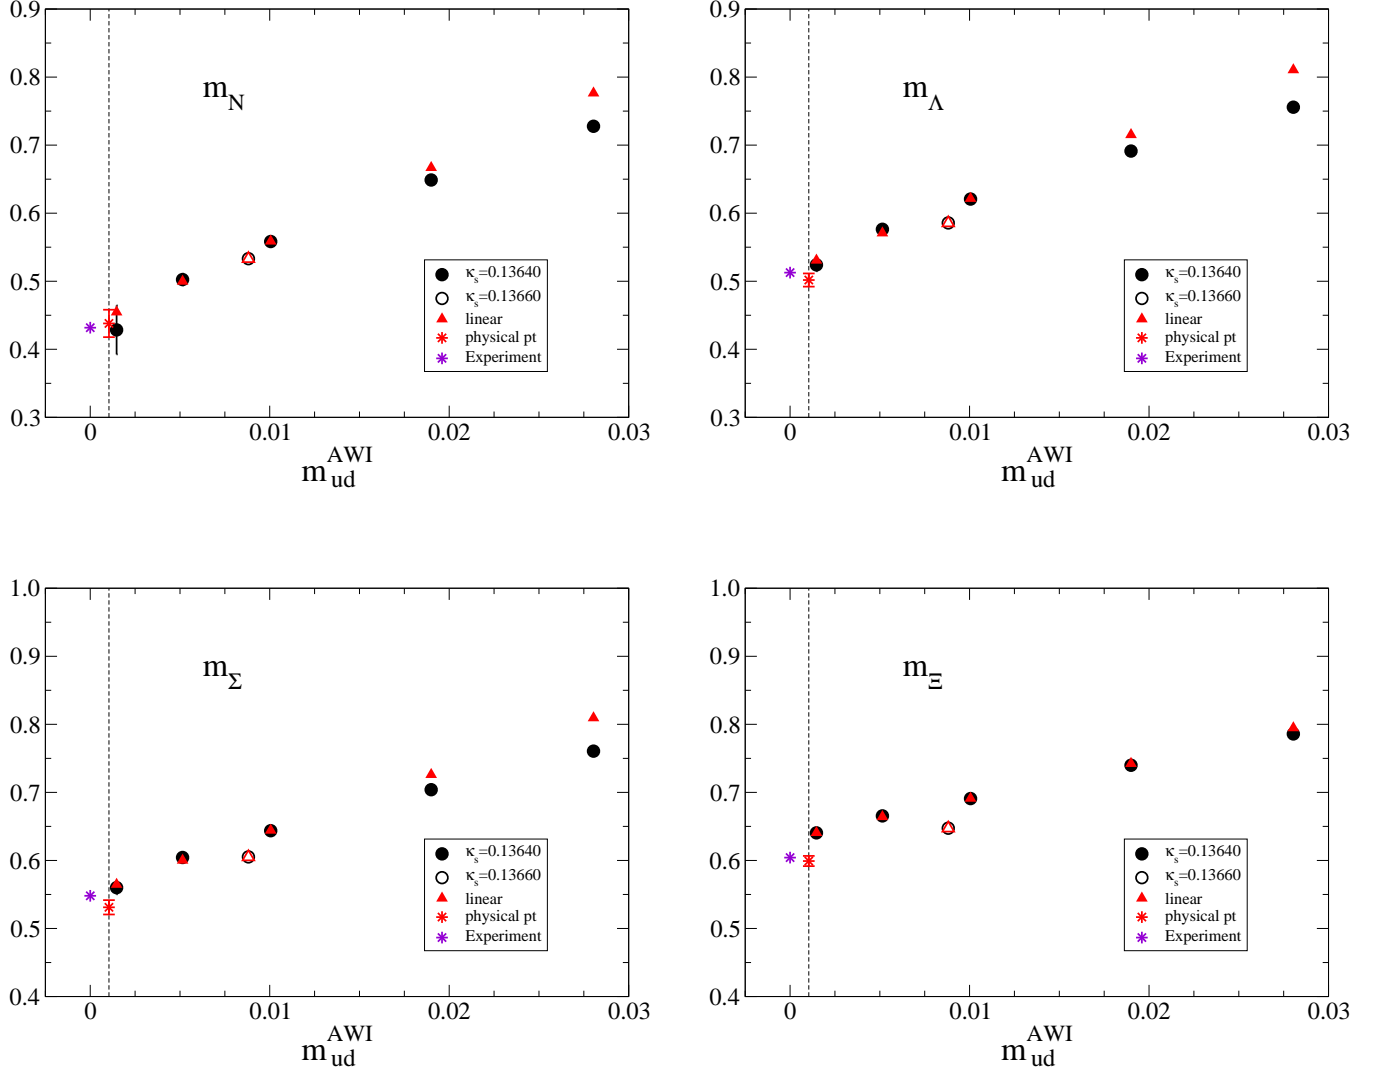 0.9
0.8
0.7
0.6
0.5
0.4
0.3
m_N
κ_s=0.13640
κ_s=0.13660
linear
physical pt
Experiment
0 0.01 0.02 0.03
m_ud^AWI
0.9
0.8
0.7
0.6
0.5
0.4
0.3
m_Λ
κ_s=0.13640
κ_s=0.13660
linear
physical pt
Experiment
0 0.01 0.02 0.03
m_ud^AWI
1.0
0.9
0.8
0.7
0.6
0.5
0.4
m_Σ
κ_s=0.13640
κ_s=0.13660
linear
physical pt
Experiment
0 0.01 0.02 0.03
m_ud^AWI
1.0
0.9
0.8
0.7
0.6
0.5
0.4
m_Ξ
κ_s=0.13640
κ_s=0.13660
linear
physical pt
Experiment
0 0.01 0.02 0.03
m_ud^AWI